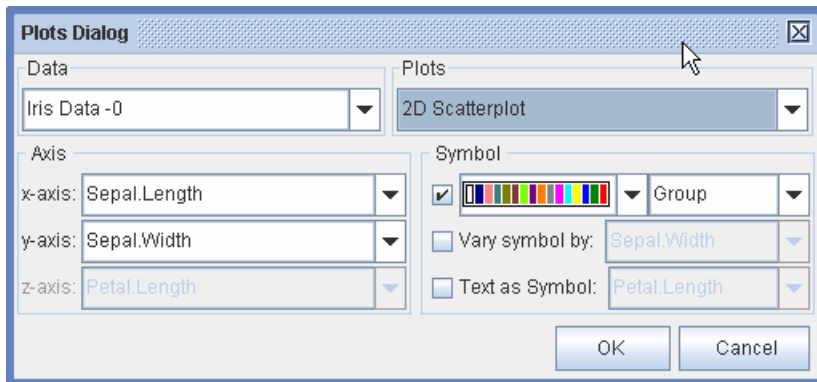 Plots Dialog
Data
Plots
Iris Data -0
2D Scatterplot
Axis
Symbol
x-axis: Sepal.Length
Group
y-axis: Sepal.Width
Vary symbol by: Sepal.Width
z-axis: Petal.Length
Text as Symbol: Petal.Length
OK
Cancel